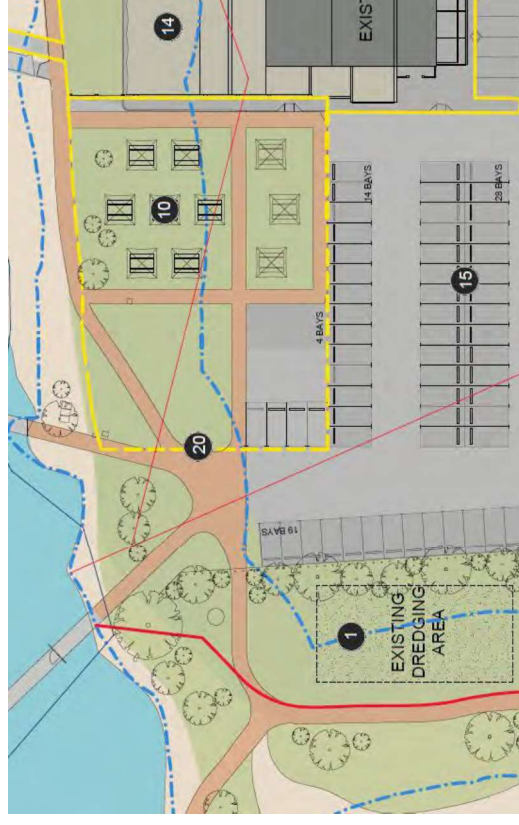 14
EXIST
10
14 BAYS
28 BAYS
15
4 BAYS
20
19 BAYS
1
EXISTING
DREDGING
AREA